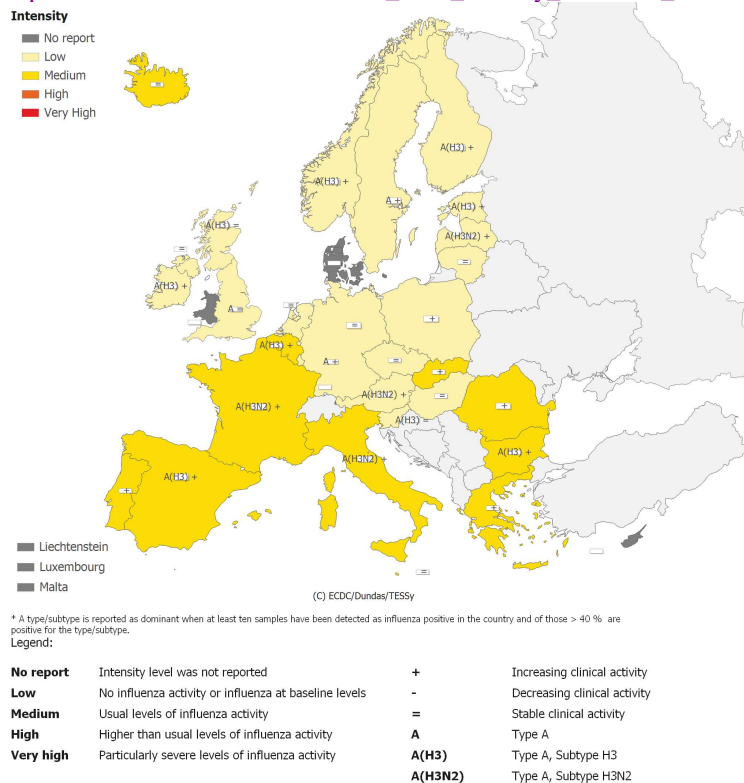 Intensity
No report
Low
Medium
High
Very High
=
A(H3) +
A(H3) +
A +
A(H3) +
A(H3) =
A(H3N2) +
=
=
A(H3) +
A =
=
=
+
A(H3) +
A +
=
+
A(H3N2) +
=
A(H3N2) +
+
A(H3) =
A(H3) +
A(H3N2) +
A(H3) +
+
+
=
Liechtenstein
Luxembourg
Malta
(C) ECDC/Dundas/TESSy
* A type/subtype is reported as dominant when at least ten samples have been detected as influenza positive in the country and of those > 40 % are
positive for the type/subtype.
Legend:
No report Intensity level was not reported + Increasing clinical activity
Low No influenza activity or influenza at baseline levels - Decreasing clinical activity
Medium Usual levels of influenza activity = Stable clinical activity
High Higher than usual levels of influenza activity A Type A
Very high Particularly severe levels of influenza activity A(H3) Type A, Subtype H3
A(H3N2) Type A, Subtype H3N2